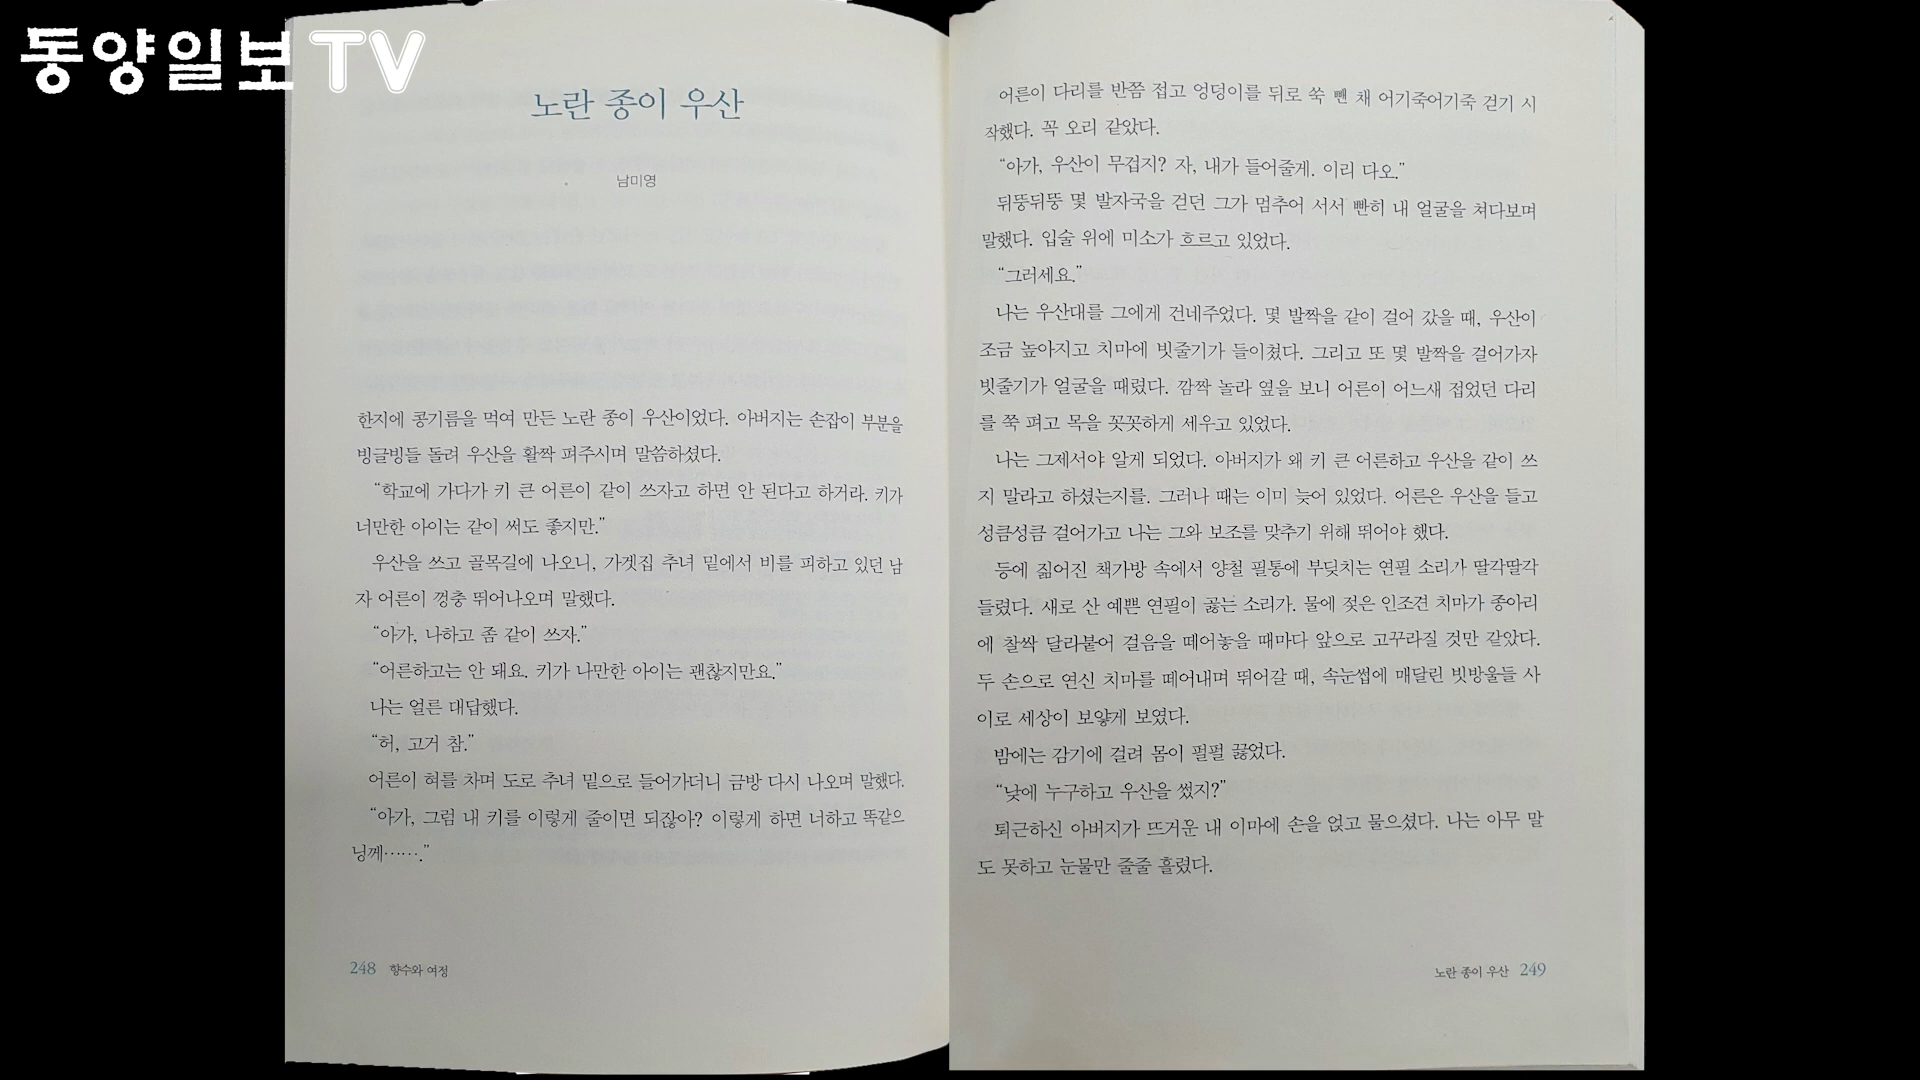 동양일보TV
노란 종이 우산
남미영
한지에 콩기름을 먹여 만든 노란 종이 우산이었다. 아버지는 손잡이 부분을
빙글빙들 돌려 우산을 활짝 펴주시며 말씀하셨다.
“학교에 가다가 키 큰 어른이 같이 쓰자고 하면 안 된다고 하거라. 키가
너만한 아이는 같이 써도 좋지만.”
우산을 쓰고 골목길에 나오니, 가겟집 추녀 밑에서 비를 피하고 있던 남
자 어른이 껑충 뛰어나오며 말했다.
“아가, 나하고 좀 같이 쓰자.”
“어른하고는 안 돼요. 키가 나만한 아이는 괜찮지만요.”
나는 얼른 대답했다.
“허, 고거 참.”
어른이 혀를 차며 도로 추녀 밑으로 들어가더니 금방 다시 나오며 말했다.
“아가, 그럼 내 키를 이렇게 줄이면 되잖아? 이렇게 하면 너하고 똑같으
닝께…….”
248 향수와 여정
어른이 다리를 반쯤 접고 엉덩이를 뒤로 쑥 뺀 채 어기죽어기죽 걷기 시
작했다. 꼭 오리 같았다.
“아가, 우산이 무겁지? 자, 내가 들어줄게. 이리 다오.”
뒤뚱뒤뚱 몇 발자국을 걷던 그가 멈추어 서서 빤히 내 얼굴을 쳐다보며
말했다. 입술 위에 미소가 흐르고 있었다.
“그러세요.”
나는 우산대를 그에게 건네주었다. 몇 발짝을 같이 걸어 갔을 때, 우산이
조금 높아지고 치마에 빗줄기가 들이쳤다. 그리고 또 몇 발짝을 걸어가자
빗줄기가 얼굴을 때렸다. 깜짝 놀라 옆을 보니 어른이 어느새 접었던 다리
를 쭉 펴고 목을 꼿꼿하게 세우고 있었다.
나는 그제서야 알게 되었다. 아버지가 왜 키 큰 어른하고 우산을 같이 쓰
지 말라고 하셨는지를. 그러나 때는 이미 늦어 있었다. 어른은 우산을 들고
성큼성큼 걸어가고 나는 그와 보조를 맞추기 위해 뛰어야 했다.
등에 짊어진 책가방 속에서 양철 필통에 부딪치는 연필 소리가 딸각딸각
들렸다. 새로 산 예쁜 연필이 곯는 소리가. 물에 젖은 인조견 치마가 종아리
에 찰싹 달라붙어 걸음을 떼어놓을 때마다 앞으로 고꾸라질 것만 같았다.
두 손으로 연신 치마를 떼어내며 뛰어갈 때, 속눈썹에 매달린 빗방울들 사
이로 세상이 보얗게 보였다.
밤에는 감기에 걸려 몸이 펄펄 끓었다.
“낮에 누구하고 우산을 썼지?”
퇴근하신 아버지가 뜨거운 내 이마에 손을 얹고 물으셨다. 나는 아무 말
도 못하고 눈물만 줄줄 흘렸다.
노란 종이 우산 249